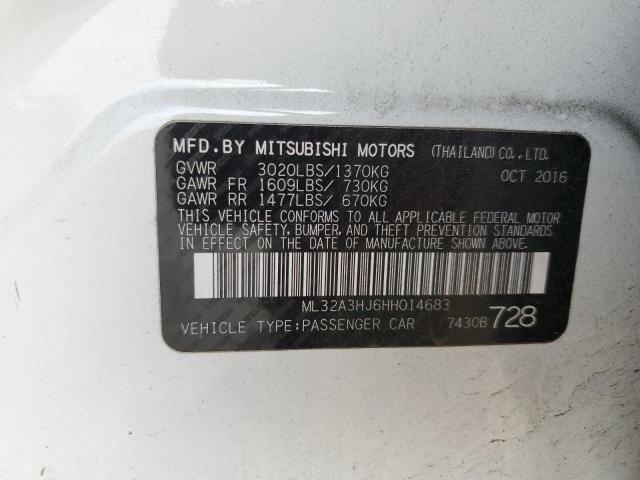 MFD. BY MITSUBISHI MOTORS (THAILAND) CO., LTD.
GVWR 3020LBS/1370KG OCT 2016
GAWR FR 1609LBS/ 730KG
GAWR RR 1477LBS/ 670KG
THIS VEHICLE CONFORMS TO ALL APPLICABLE FEDERAL MOTOR
VEHICLE SAFETY, BUMPER, AND THEFT PREVENTION STANDARDS
IN EFFECT ON THE DATE OF MANUFACTURE SHOWN ABOVE.
ML32A3HJ6HH014683
VEHICLE TYPE:PASSENGER CAR 7430B 728